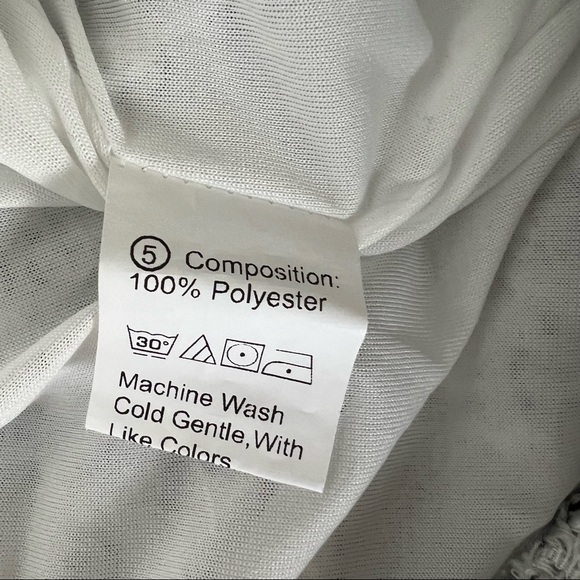 ⑤ Composition:
100% Polyester
30°
Machine Wash
Cold Gentle, With
Like Colors